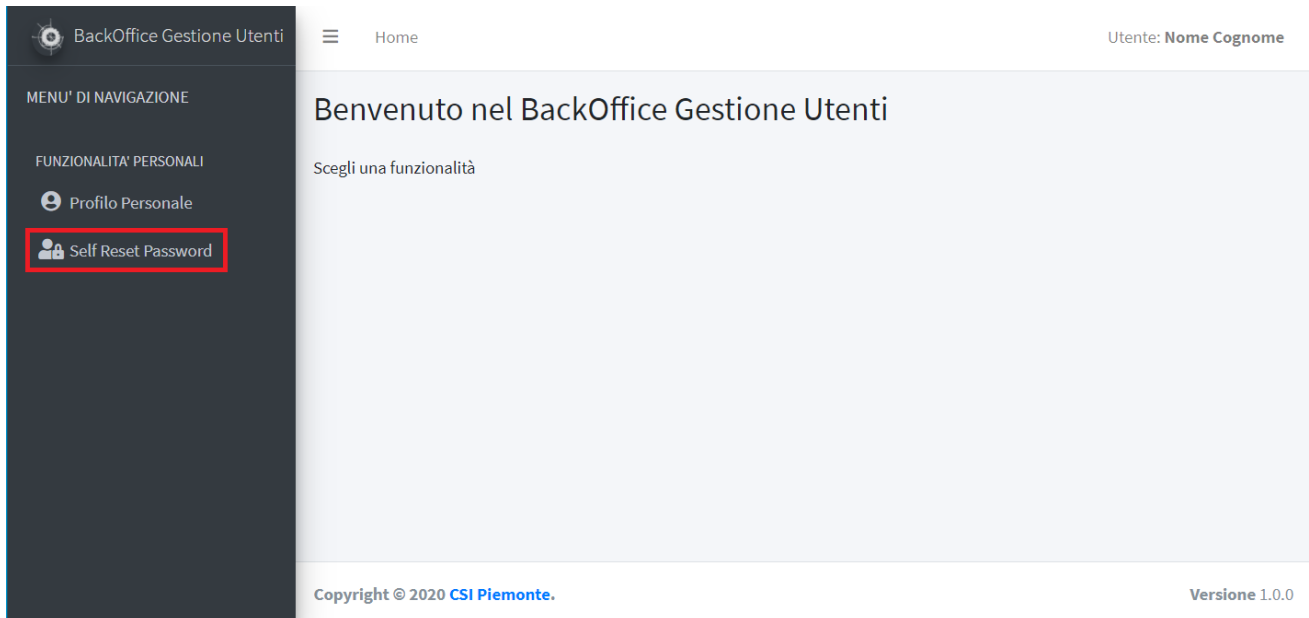 BackOffice Gestione Utenti
Home
Utente: Nome Cognome
MENU' DI NAVIGAZIONE
FUNZIONALITA' PERSONALI
Profilo Personale
Self Reset Password
Benvenuto nel BackOffice Gestione Utenti
Scegli una funzionalità
Copyright © 2020 CSI Piemonte.
Versione 1.0.0